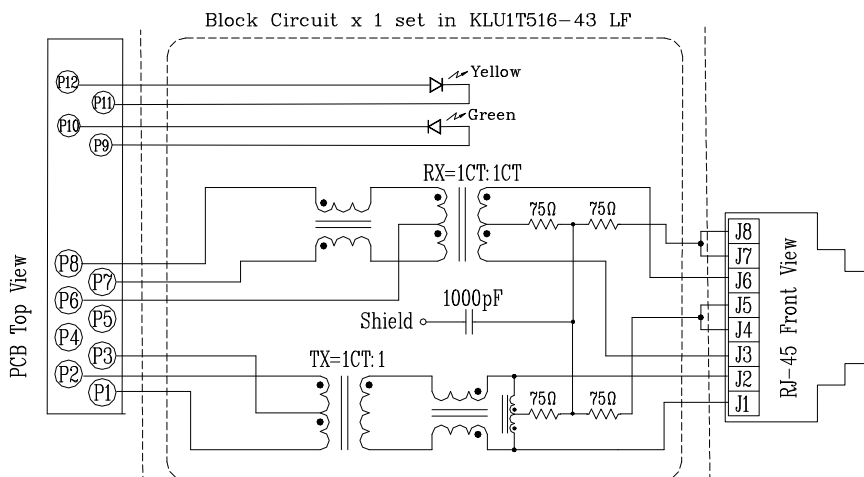 Block Circuit x 1 set in KLU1T516-43 LF
P12
Yellow
P11
P10
Green
P9
RX=1CT:1CT
75Ω 75Ω
P8
P7
P6
P5
P4
P3
P2
P1
PCB Top View
1000pF
Shield
TX=1CT:1
75Ω 75Ω
J8
J7
J6
J5
J4
J3
J2
J1
RJ-45 Front View